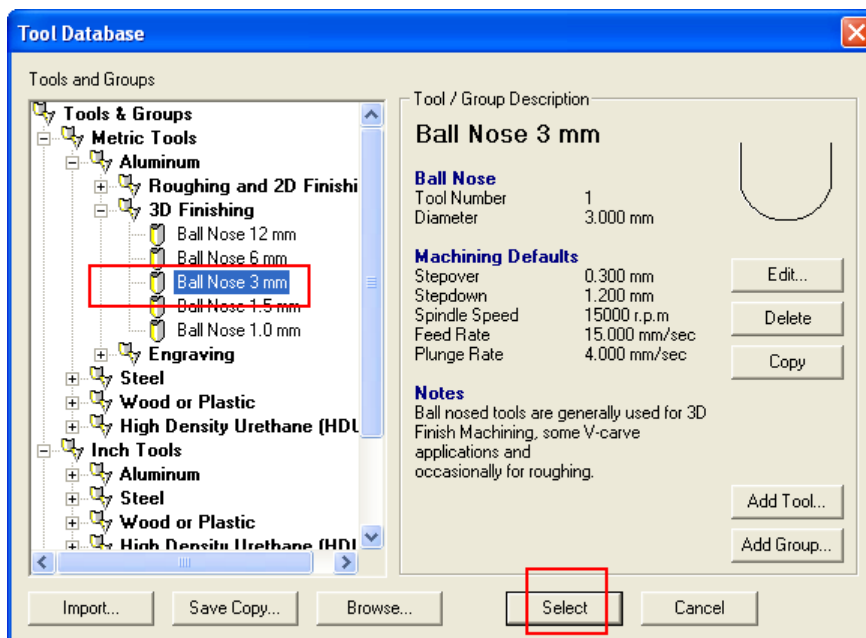 Tool Database
Tools and Groups
Tools & Groups
Metric Tools
Aluminum
Roughing and 2D Finishi
3D Finishing
Ball Nose 12 mm
Ball Nose 6 mm
Ball Nose 3 mm
Ball Nose 1.5 mm
Ball Nose 1.0 mm
Engraving
Steel
Wood or Plastic
High Density Urethane (HDU
Inch Tools
Aluminum
Steel
Wood or Plastic
High Density Urethane (HDU
Tool / Group Description
Ball Nose 3 mm
Ball Nose
Tool Number 1
Diameter 3.000 mm
Machining Defaults
Stepover 0.300 mm
Stepdown 1.200 mm
Spindle Speed 15000 r.p.m
Feed Rate 15.000 mm/sec
Plunge Rate 4.000 mm/sec
Notes
Ball nosed tools are generally used for 3D
Finish Machining, some V-carve
applications and
occasionally for roughing.
Edit...
Delete
Copy
Add Tool...
Add Group...
Import...
Save Copy...
Browse...
Select
Cancel